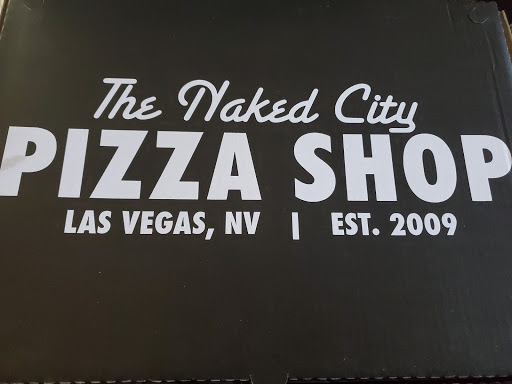 The Naked City
PIZZA SHOP
LAS VEGAS, NV | EST. 2009